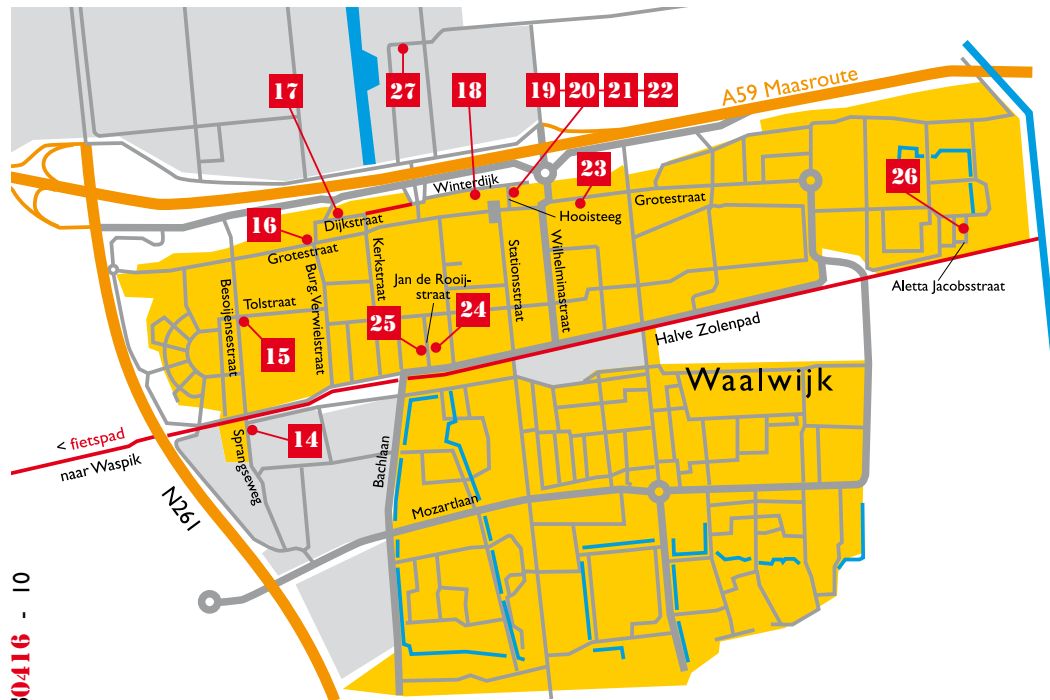 17
27
18
19 20 21 22
A59 Maasroute
Winterdijk
23
Hooisteeg
Grotestraat
26
Dijkstraat
16
Grotestraat
Kerkstraat
Burg.Verwielstraat
Besoijensestraat
Tolstraat
Jan de Rooij-
straat
Stationsstraat
Wilhelminastraat
Aletta Jacobsstraat
15
25
24
Halve Zolenpad
Waalwijk
< fietspad
naar Waspik
14
Sprangseweg
Bachlaan
Mozartlaan
N261
0416 - 10